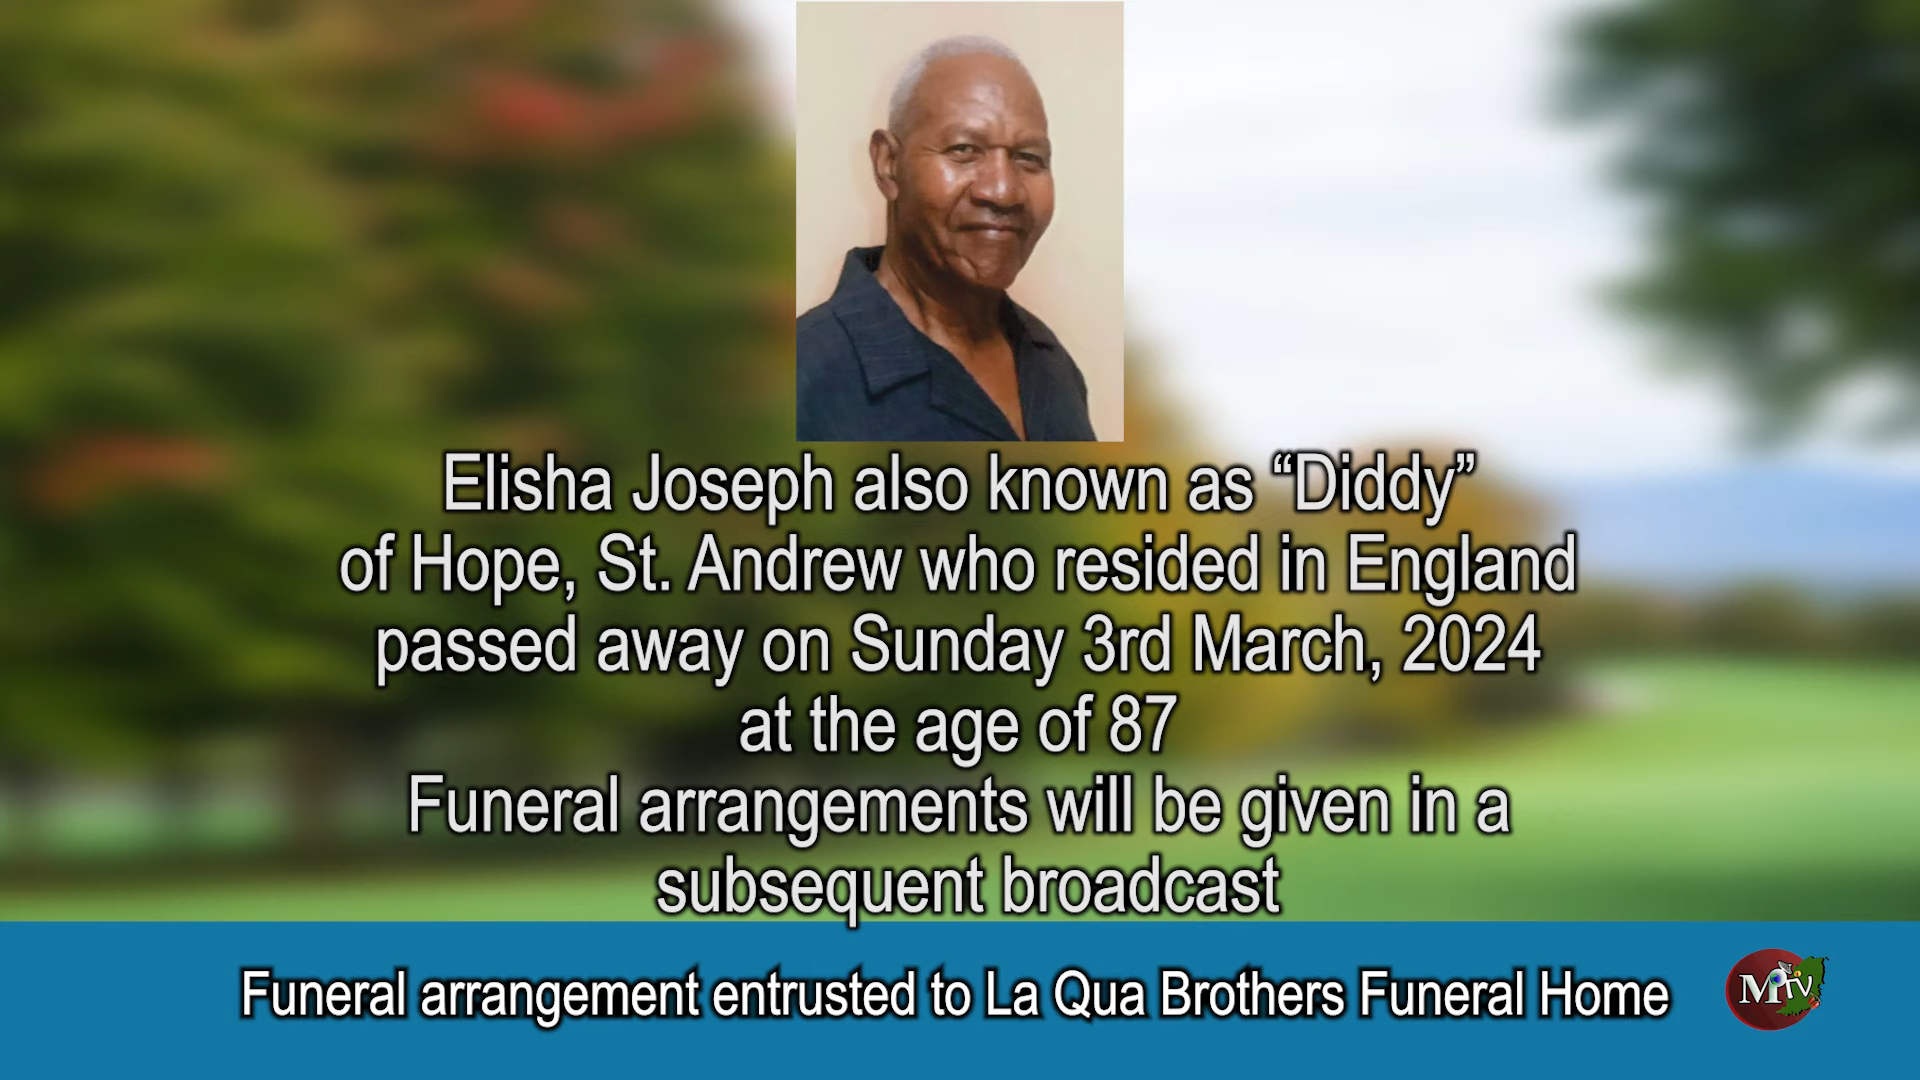 Elisha Joseph also known as “Diddy”
of Hope, St. Andrew who resided in England
passed away on Sunday 3rd March, 2024
at the age of 87
Funeral arrangements will be given in a
subsequent broadcast
Funeral arrangement entrusted to La Qua Brothers Funeral Home
MTV